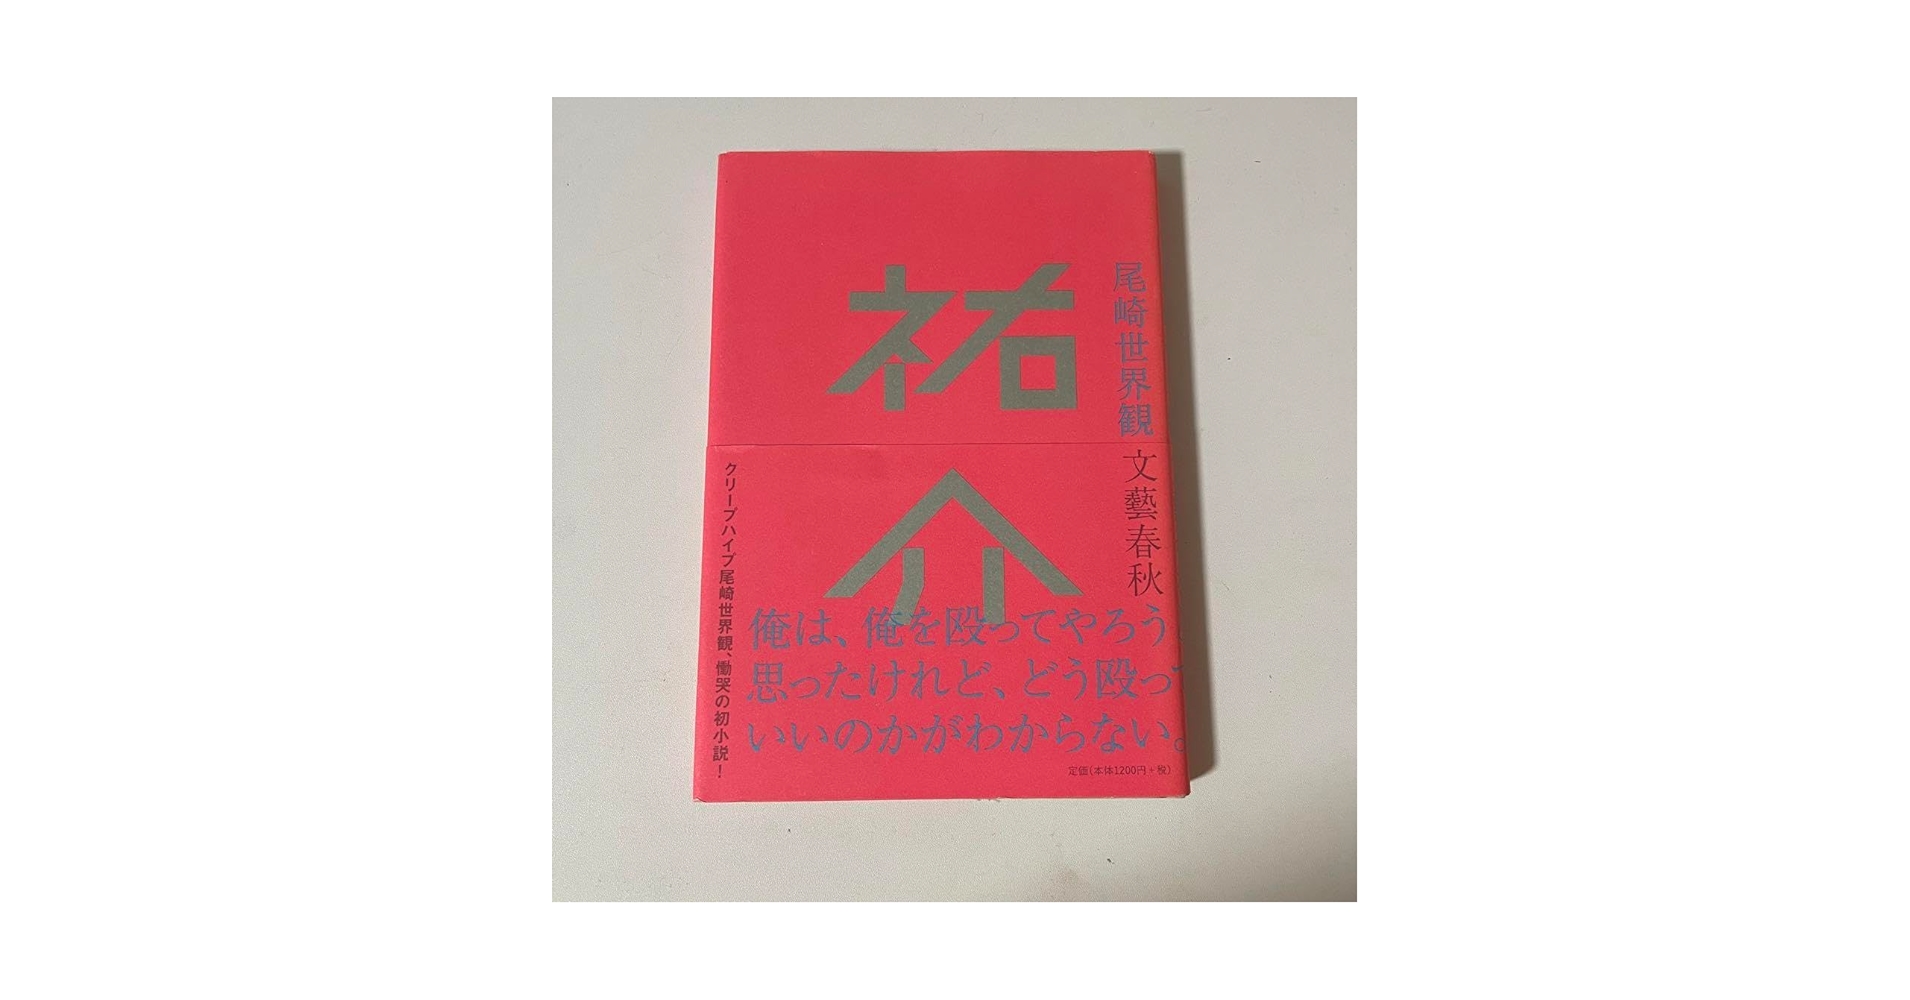 祐介
尾崎世界観
文藝春秋
クリープハイプ尾崎世界観、慟哭の初小説！
俺は、俺を殴ってやろう
思ったけれど、どう殴っ
いいのかがわからない。
定価（本体1200円+税）